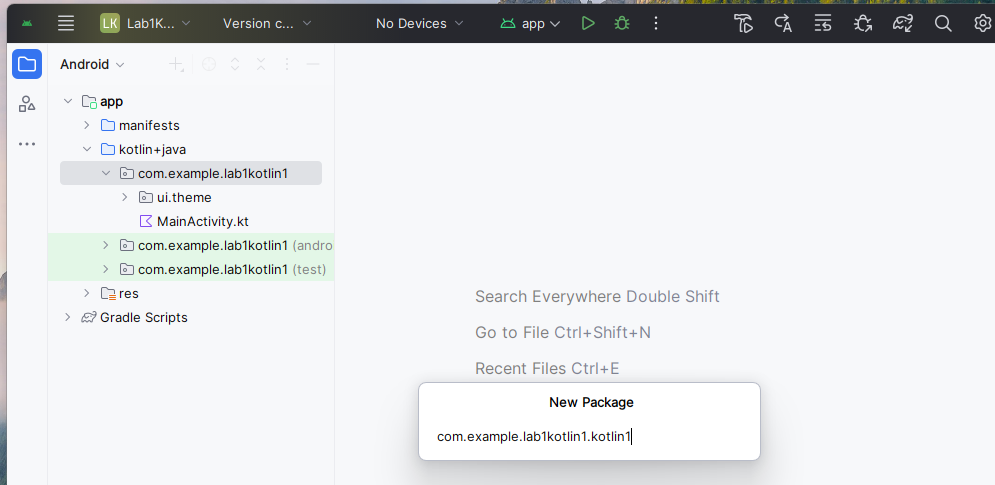 LK Lab1K... Version c... No Devices app
Android
app
manifests
kotlin+java
com.example.lab1kotlin1
ui.theme
MainActivity.kt
com.example.lab1kotlin1 (andro
com.example.lab1kotlin1 (test)
res
Gradle Scripts
Search Everywhere Double Shift
Go to File Ctrl+Shift+N
Recent Files Ctrl+E
New Package
com.example.lab1kotlin1.kotlin1